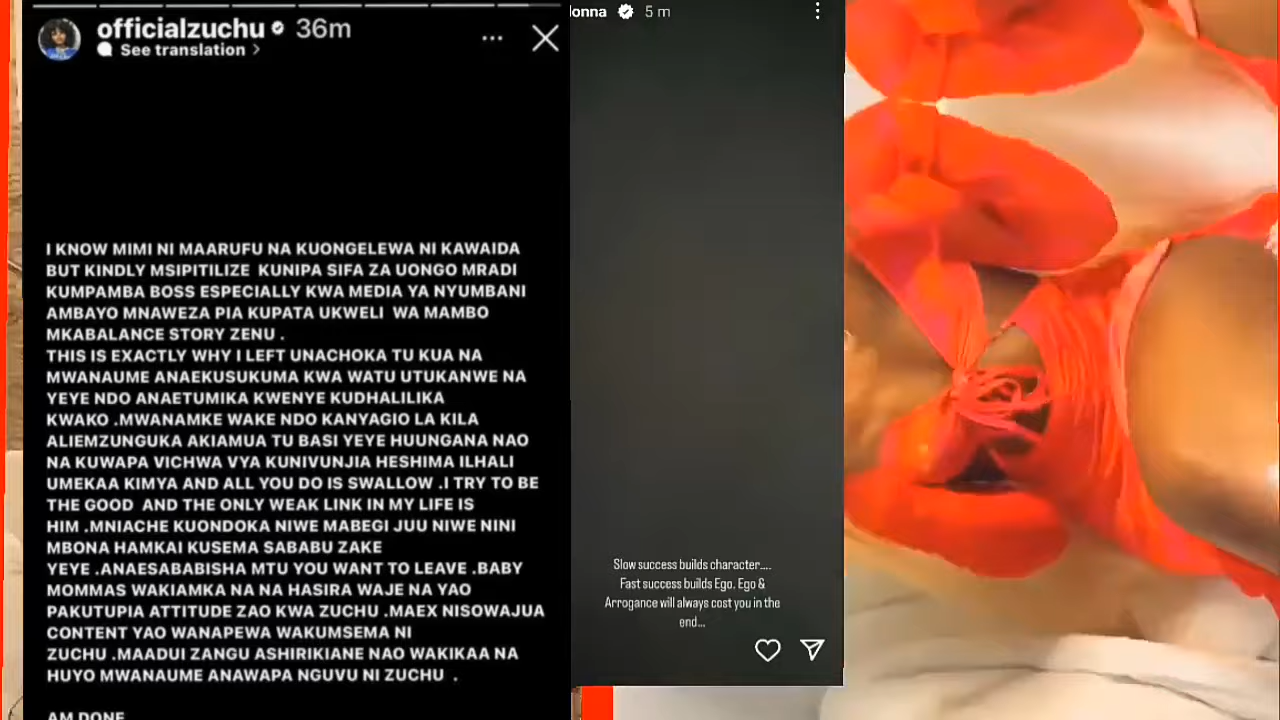 officialzuchu 36m
See translation >
I KNOW MIMI NI MAARUFU NA KUONGELEWA NI KAWAIDA
BUT KINDLY MSIPITILIZE KUNIPA SIFA ZA UONGO MRADI
KUMPAMBA BOSS ESPECIALLY KWA MEDIA YA NYUMBANI
AMBAYO MNAWEZA PIA KUPATA UKWELI WA MAMBO
MKABALANCE STORY ZENU .
THIS IS EXACTLY WHY I LEFT UNACHOKA TU KUA NA
MWANAUME ANAEKUSUKUMA KWA WATU UTUKANWE NA
YEYE NDO ANAETUMIKA KWENYE KUDHALILIKA
KWAKO .MWANAMKE WAKE NDO KANYAGIO LA KILA
ALIEMZUNGUKA AKIAMUA TU BASI YEYE HUUNGANA NAO
NA KUWAPA VICHWA VYA KUNIVUNJIA HESHIMA ILHALI
UMEKAA KIMYA AND ALL YOU DO IS SWALLOW .I TRY TO BE
THE GOOD AND THE ONLY WEAK LINK IN MY LIFE IS
HIM .MNIACHE KUONDOKA NIWE MABEGI JUU NIWE NINI
MBONA HAMKAI KUSEMA SABABU ZAKE
YEYE .ANAESABABISHA MTU YOU WANT TO LEAVE .BABY
MOMMAS WAKIAMKA NA NA HASIRA WAJE NA YAO
PAKUTUPIA ATTITUDE ZAO KWA ZUCHU .MAEX NISOWAJUA
CONTENT YAO WANAPEWA WAKUMSEMA NI
ZUCHU .MAADUI ZANGU ASHIRIKIANE NAO WAKIKAA NA
HUYO MWANAUME ANAWAPA NGUVU NI ZUCHU .
AM DONE
lonna 5 m
Slow success builds character....
Fast success builds Ego. Ego &
Arrogance will always cost you in the
end...